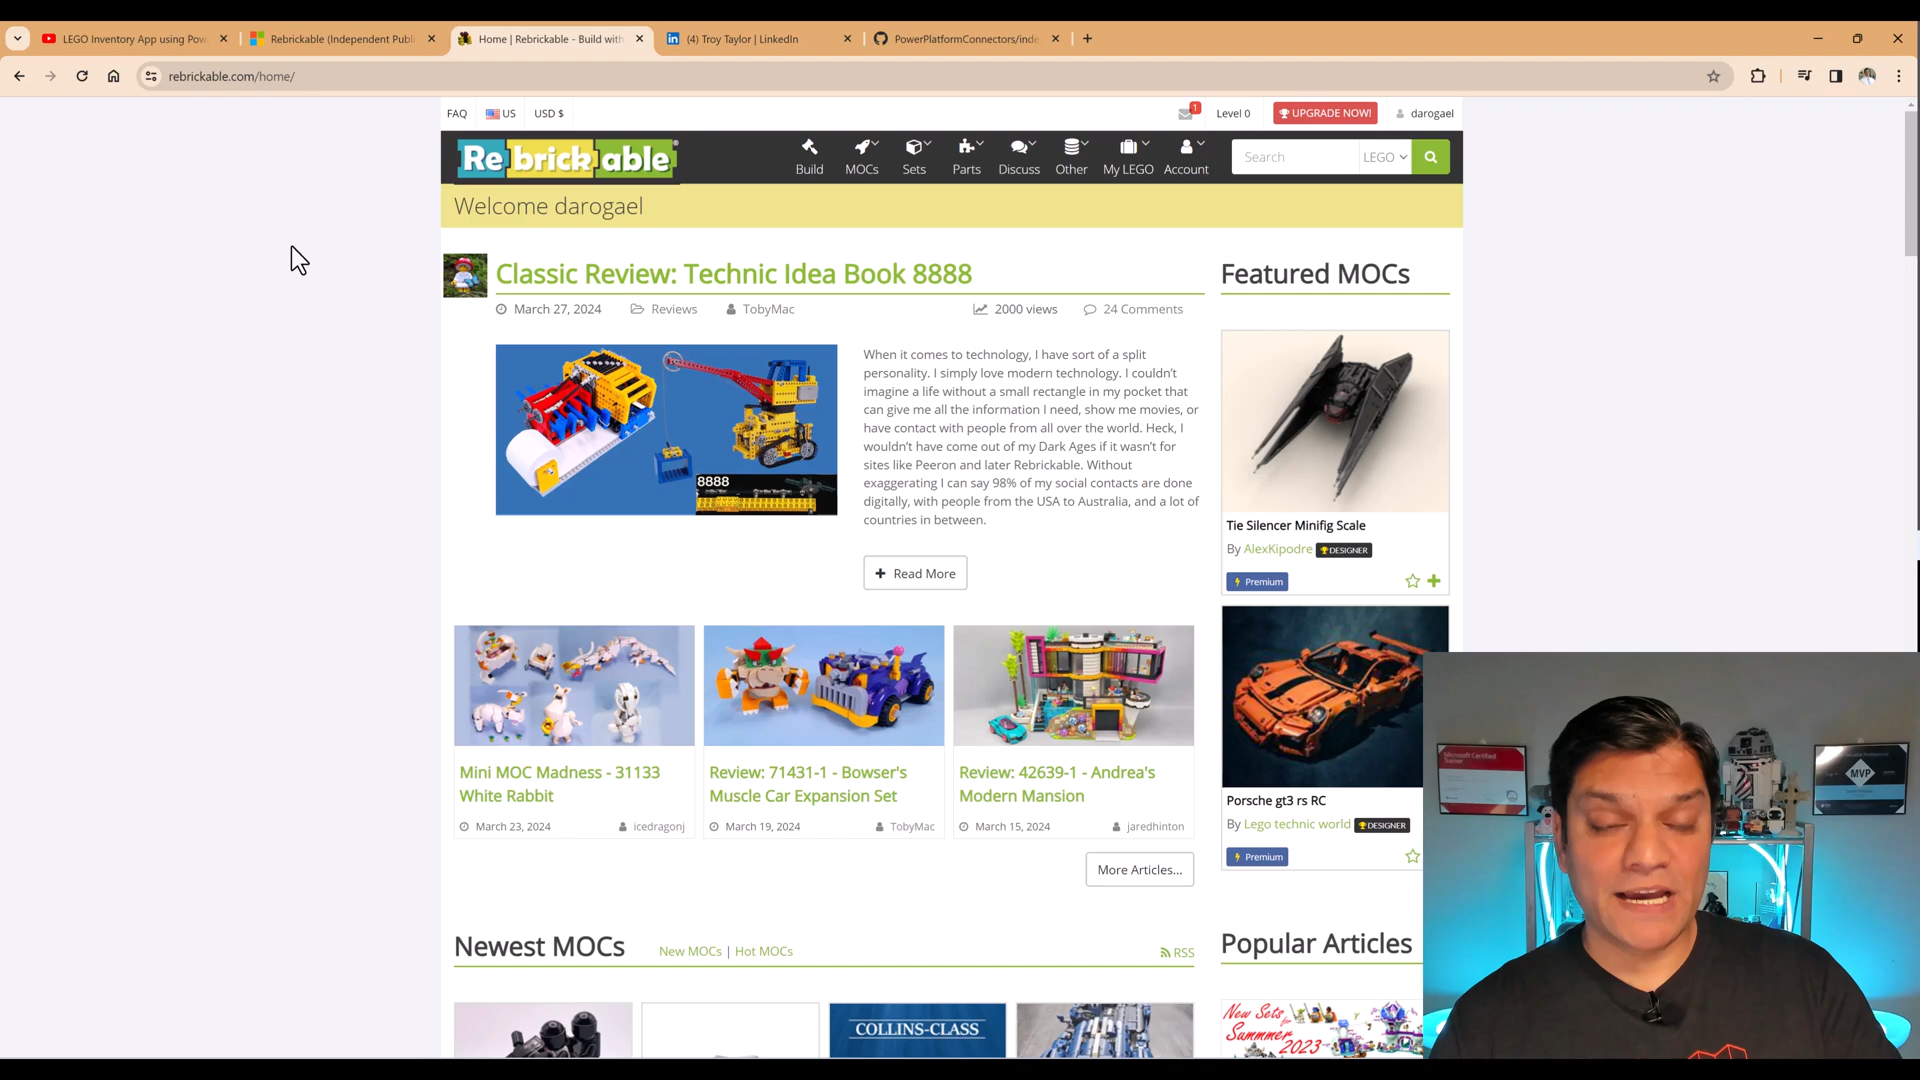 LEGO Inventory App using Pow
Rebrickable (Independent Publi
Home | Rebrickable - Build with
(4) Troy Taylor | LinkedIn
PowerPlatformConnectors/inde
rebrickable.com/home/
FAQ US USD $ 1 Level 0 UPGRADE NOW! darogael
Rebrickable
Build MOCs Sets Parts Discuss Other My LEGO Account Search LEGO
Welcome darogael
Classic Review: Technic Idea Book 8888
March 27, 2024 Reviews TobyMac 2000 views 24 Comments
8888
When it comes to technology, I have sort of a split
personality. I simply love modern technology. I couldn't
imagine a life without a small rectangle in my pocket that
can give me all the information I need, show me movies, or
have contact with people from all over the world. Heck, I
wouldn't have come out of my Dark Ages if it wasn't for
sites like Peeron and later Rebrickable. Without
exaggerating I can say 98% of my social contacts are done
digitally, with people from the USA to Australia, and a lot of
countries in between.
Read More
Featured MOCs
Tie Silencer Minifig Scale
By AlexKipodre DESIGNER
Premium
Porsche gt3 rs RC
By Lego technic world DESIGNER
Premium
Mini MOC Madness - 31133
White Rabbit
March 23, 2024 icedragonj
Review: 71431-1 - Bowser's
Muscle Car Expansion Set
March 19, 2024 TobyMac
Review: 42639-1 - Andrea's
Modern Mansion
March 15, 2024 jaredhinton
More Articles...
Newest MOCs New MOCs | Hot MOCs RSS
COLLINS-CLASS
Popular Articles
New Sets
for
Summmer
2023
Microsoft Certified
Trainer
MVP